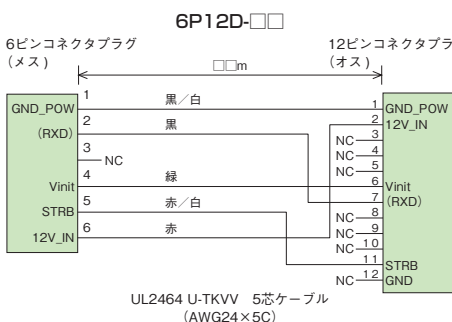 6P12D-□□
6ピンコネクタプラグ
（メス）
12ピンコネクタプラ
（オス）
□□m
GND_POW
1
黒／白
1
GND_POW
(RXD)
2
黒
2
12V_IN
3
NC
NC
3
NC
4
NC
5
Vinit
4
緑
6
Vinit
7
(RXD)
STRB
5
赤／白
NC
8
NC
9
12V_IN
6
赤
NC
10
11
STRB
NC
12
GND
UL2464 U-TKVV　5芯ケーブル
（AWG24×5C）